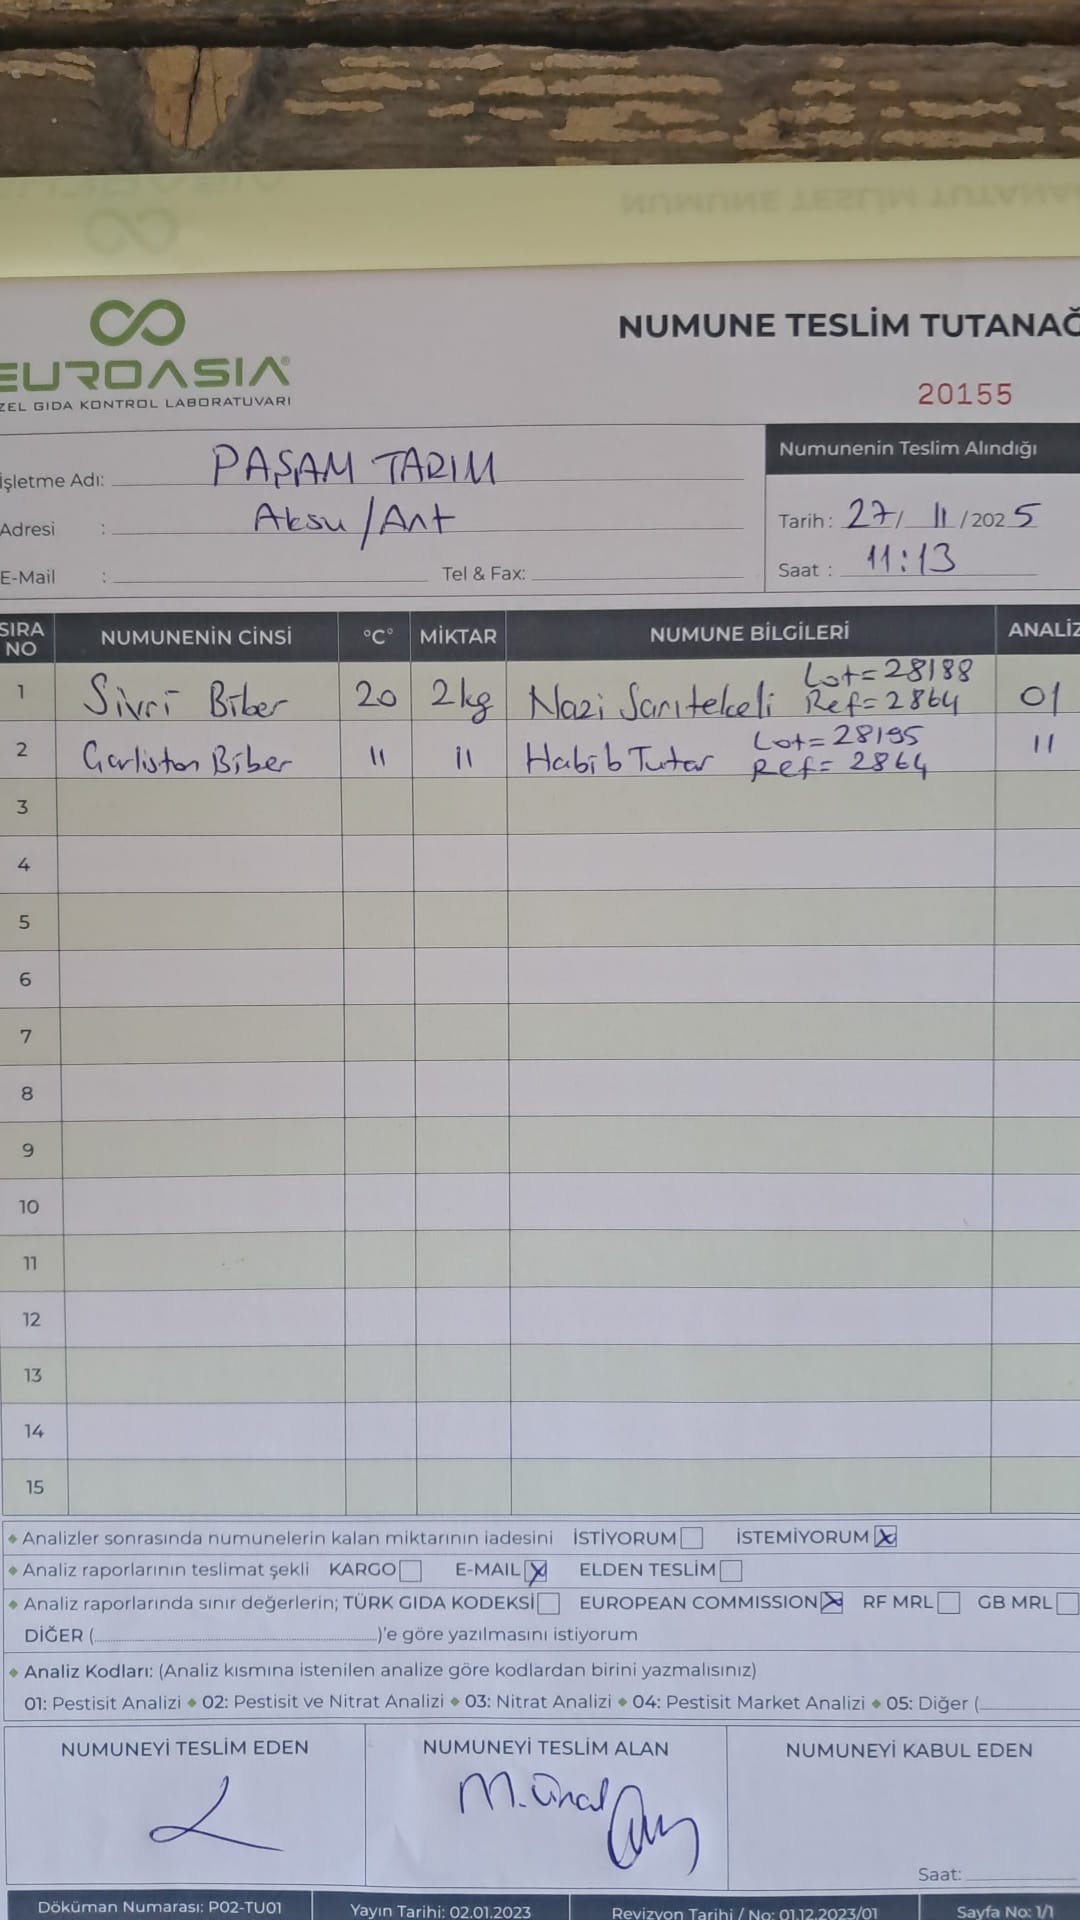 NUMUNE TESLİM TUTANA
EUROASIA®
ZEL GIDA KONTROL LABORATUVARI
NUMUNE TESLİM TUTANAĞ
20155
İşletme Adı: PAŞAM TARIM
Adresi : Aksu / Ant
E-Mail : Tel & Fax:
Numunenin Teslim Alındığı
Tarih: 27 / 11 / 2025
Saat : 11:13
SIRA NO NUMUNENİN CİNSİ °C° MİKTAR NUMUNE BİLGİLERİ ANALİZ
1 Sivri Biber 20 2kg Nazi Sarıtekeli Lot=28188 Ref=2864 01
2 Carliston Biber " " Habib Tutar Lot=28195 Ref=2864 "
3
4
5
6
7
8
9
10
11
12
13
14
15
Analizler sonrasında numunelerin kalan miktarının iadesini İSTİYORUM İSTEMİYORUM X
Analiz raporlarının teslimat şekli KARGO E-MAIL X ELDEN TESLİM
Analiz raporlarında sınır değerlerin; TÜRK GIDA KODEKSİ EUROPEAN COMMISSION X RF MRL GB MRL
DİĞER (..............)'e göre yazılmasını istiyorum
Analiz Kodları: (Analiz kısmına istenilen analize göre kodlardan birini yazmalısınız)
01: Pestisit Analizi 02: Pestisit ve Nitrat Analizi 03: Nitrat Analizi 04: Pestisit Market Analizi 05: Diğer (
NUMUNEYİ TESLİM EDEN NUMUNEYİ TESLİM ALAN NUMUNEYİ KABUL EDEN
M. Ünal
Saat:
Döküman Numarası: P02-TU01 Yayın Tarihi: 02.01.2023 Revizyon Tarihi / No: 01.12.2023/01 Sayfa No: 1/1